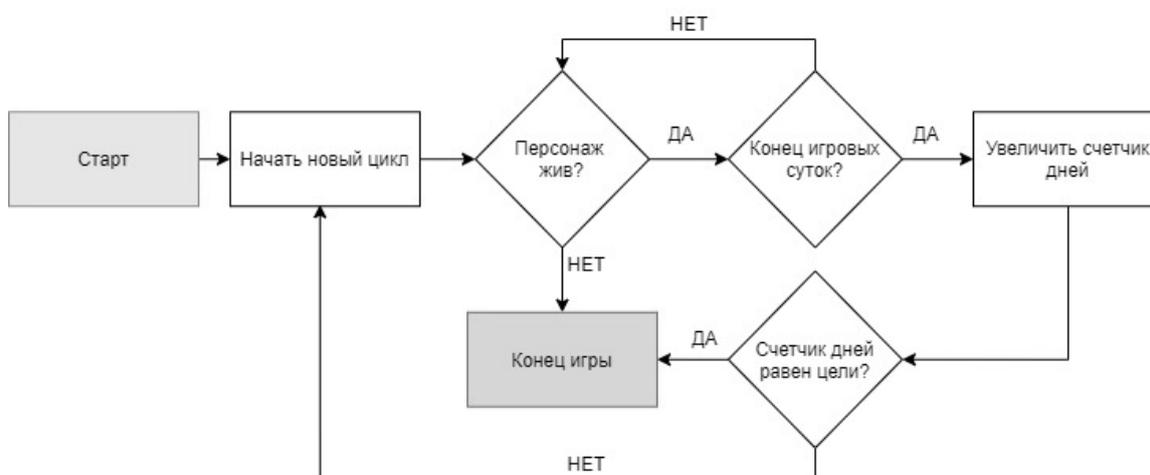 НЕТ
Старт
Начать новый цикл
Персонаж
жив?
ДА
Конец игровых
суток?
ДА
Увеличить счетчик
дней
НЕТ
Конец игры
ДА
Счетчик дней
равен цели?
НЕТ